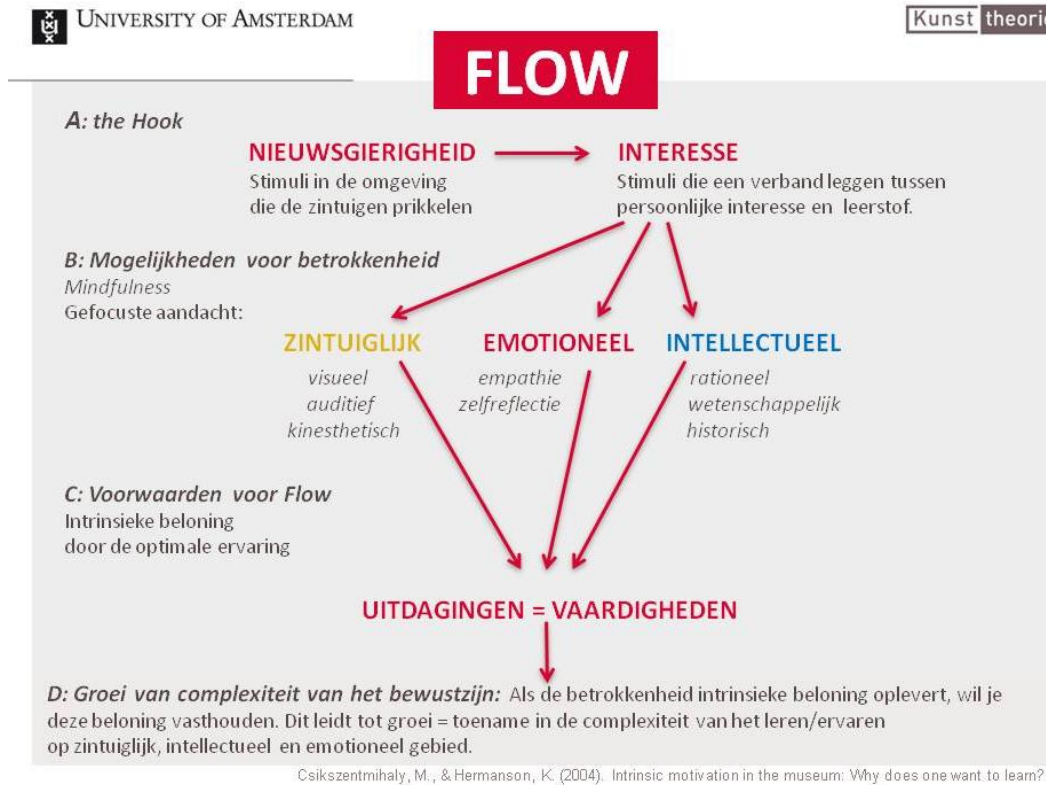 UNIVERSITY OF AMSTERDAM
Kunst theorie
FLOW
A: the Hook
NIEUWSGIERIGHEID
Stimuli in de omgeving
die de zintuigen prikkelen
INTERESSE
Stimuli die een verband leggen tussen
persoonlijke interesse en leerstof.
B: Mogelijkheden voor betrokkenheid
Mindfulness
Gefocuste aandacht:
ZINTUIGLIJK
visueel
auditief
kinesthetisch
EMOTIONEEL
empathie
zelfreflectie
INTELLECTUEEL
rationeel
wetenschappelijk
historisch
C: Voorwaarden voor Flow
Intrinsieke beloning
door de optimale ervaring
UITDAGINGEN = VAARDIGHEDEN
D: Groei van complexiteit van het bewustzijn: Als de betrokkenheid intrinsieke beloning oplevert, wil je
deze beloning vasthouden. Dit leidt tot groei = toename in de complexiteit van het leren/ervaren
op zintuiglijk, intellectueel en emotioneel gebied.
Csikszentmihaly, M., & Hermanson, K. (2004). Intrinsic motivation in the museum: Why does one want to learn?